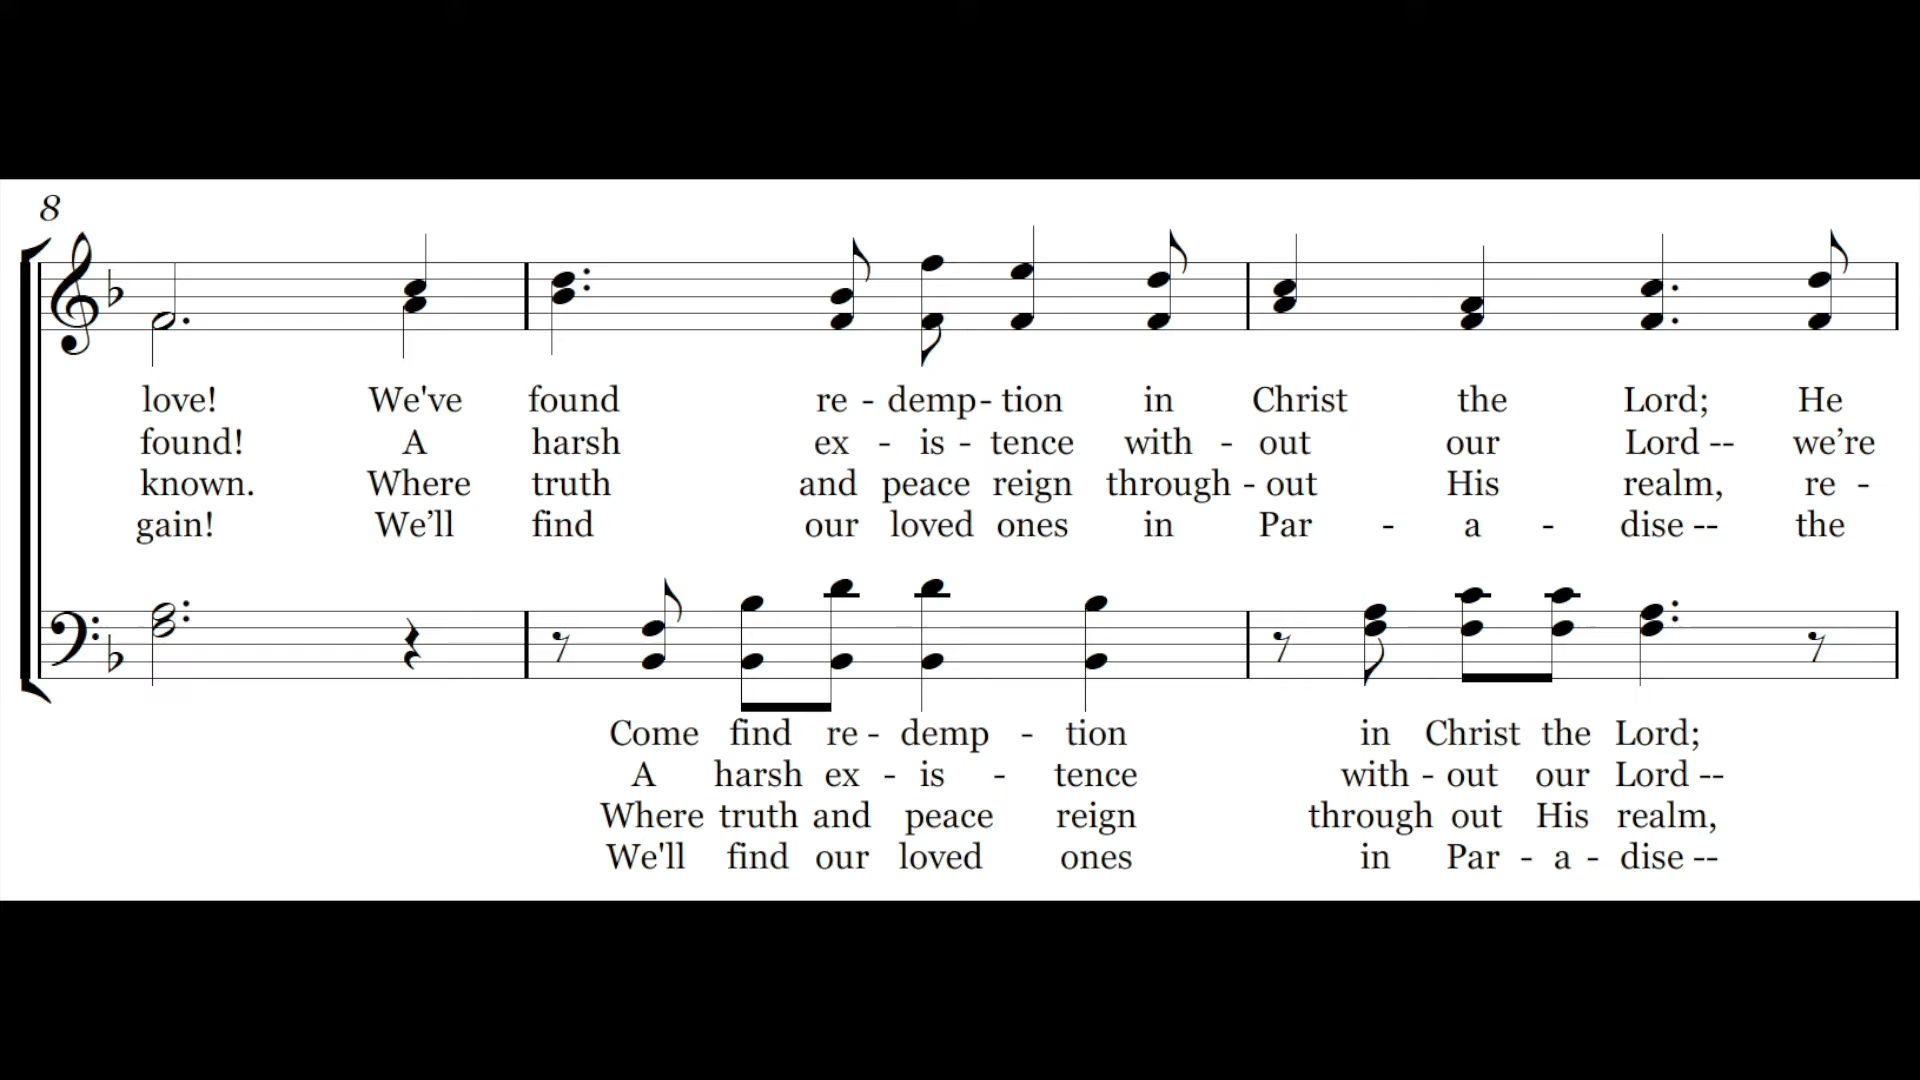 8
love! We've found re - demp - tion in Christ the Lord; He
found! A harsh ex - is - tence with - out our Lord -- we’re
known. Where truth and peace reign through - out His realm, re -
gain! We’ll find our loved ones in Par - a - dise -- the
Come find re - demp - tion in Christ the Lord;
A harsh ex - is - tence with - out our Lord --
Where truth and peace reign through out His realm,
We'll find our loved ones in Par - a - dise --